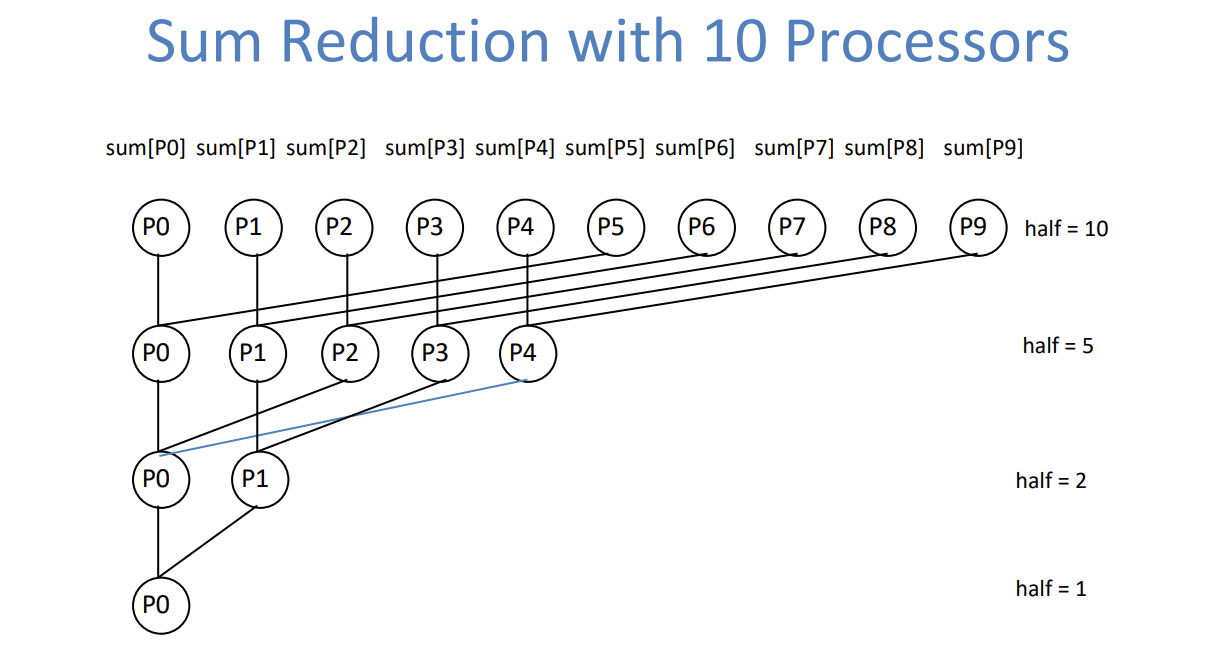 Sum Reduction with 10 Processors
sum[P0] sum[P1] sum[P2] sum[P3] sum[P4] sum[P5] sum[P6] sum[P7] sum[P8] sum[P9]
P0 P1 P2 P3 P4 P5 P6 P7 P8 P9 half = 10
P0 P1 P2 P3 P4 half = 5
P0 P1 half = 2
P0 half = 1